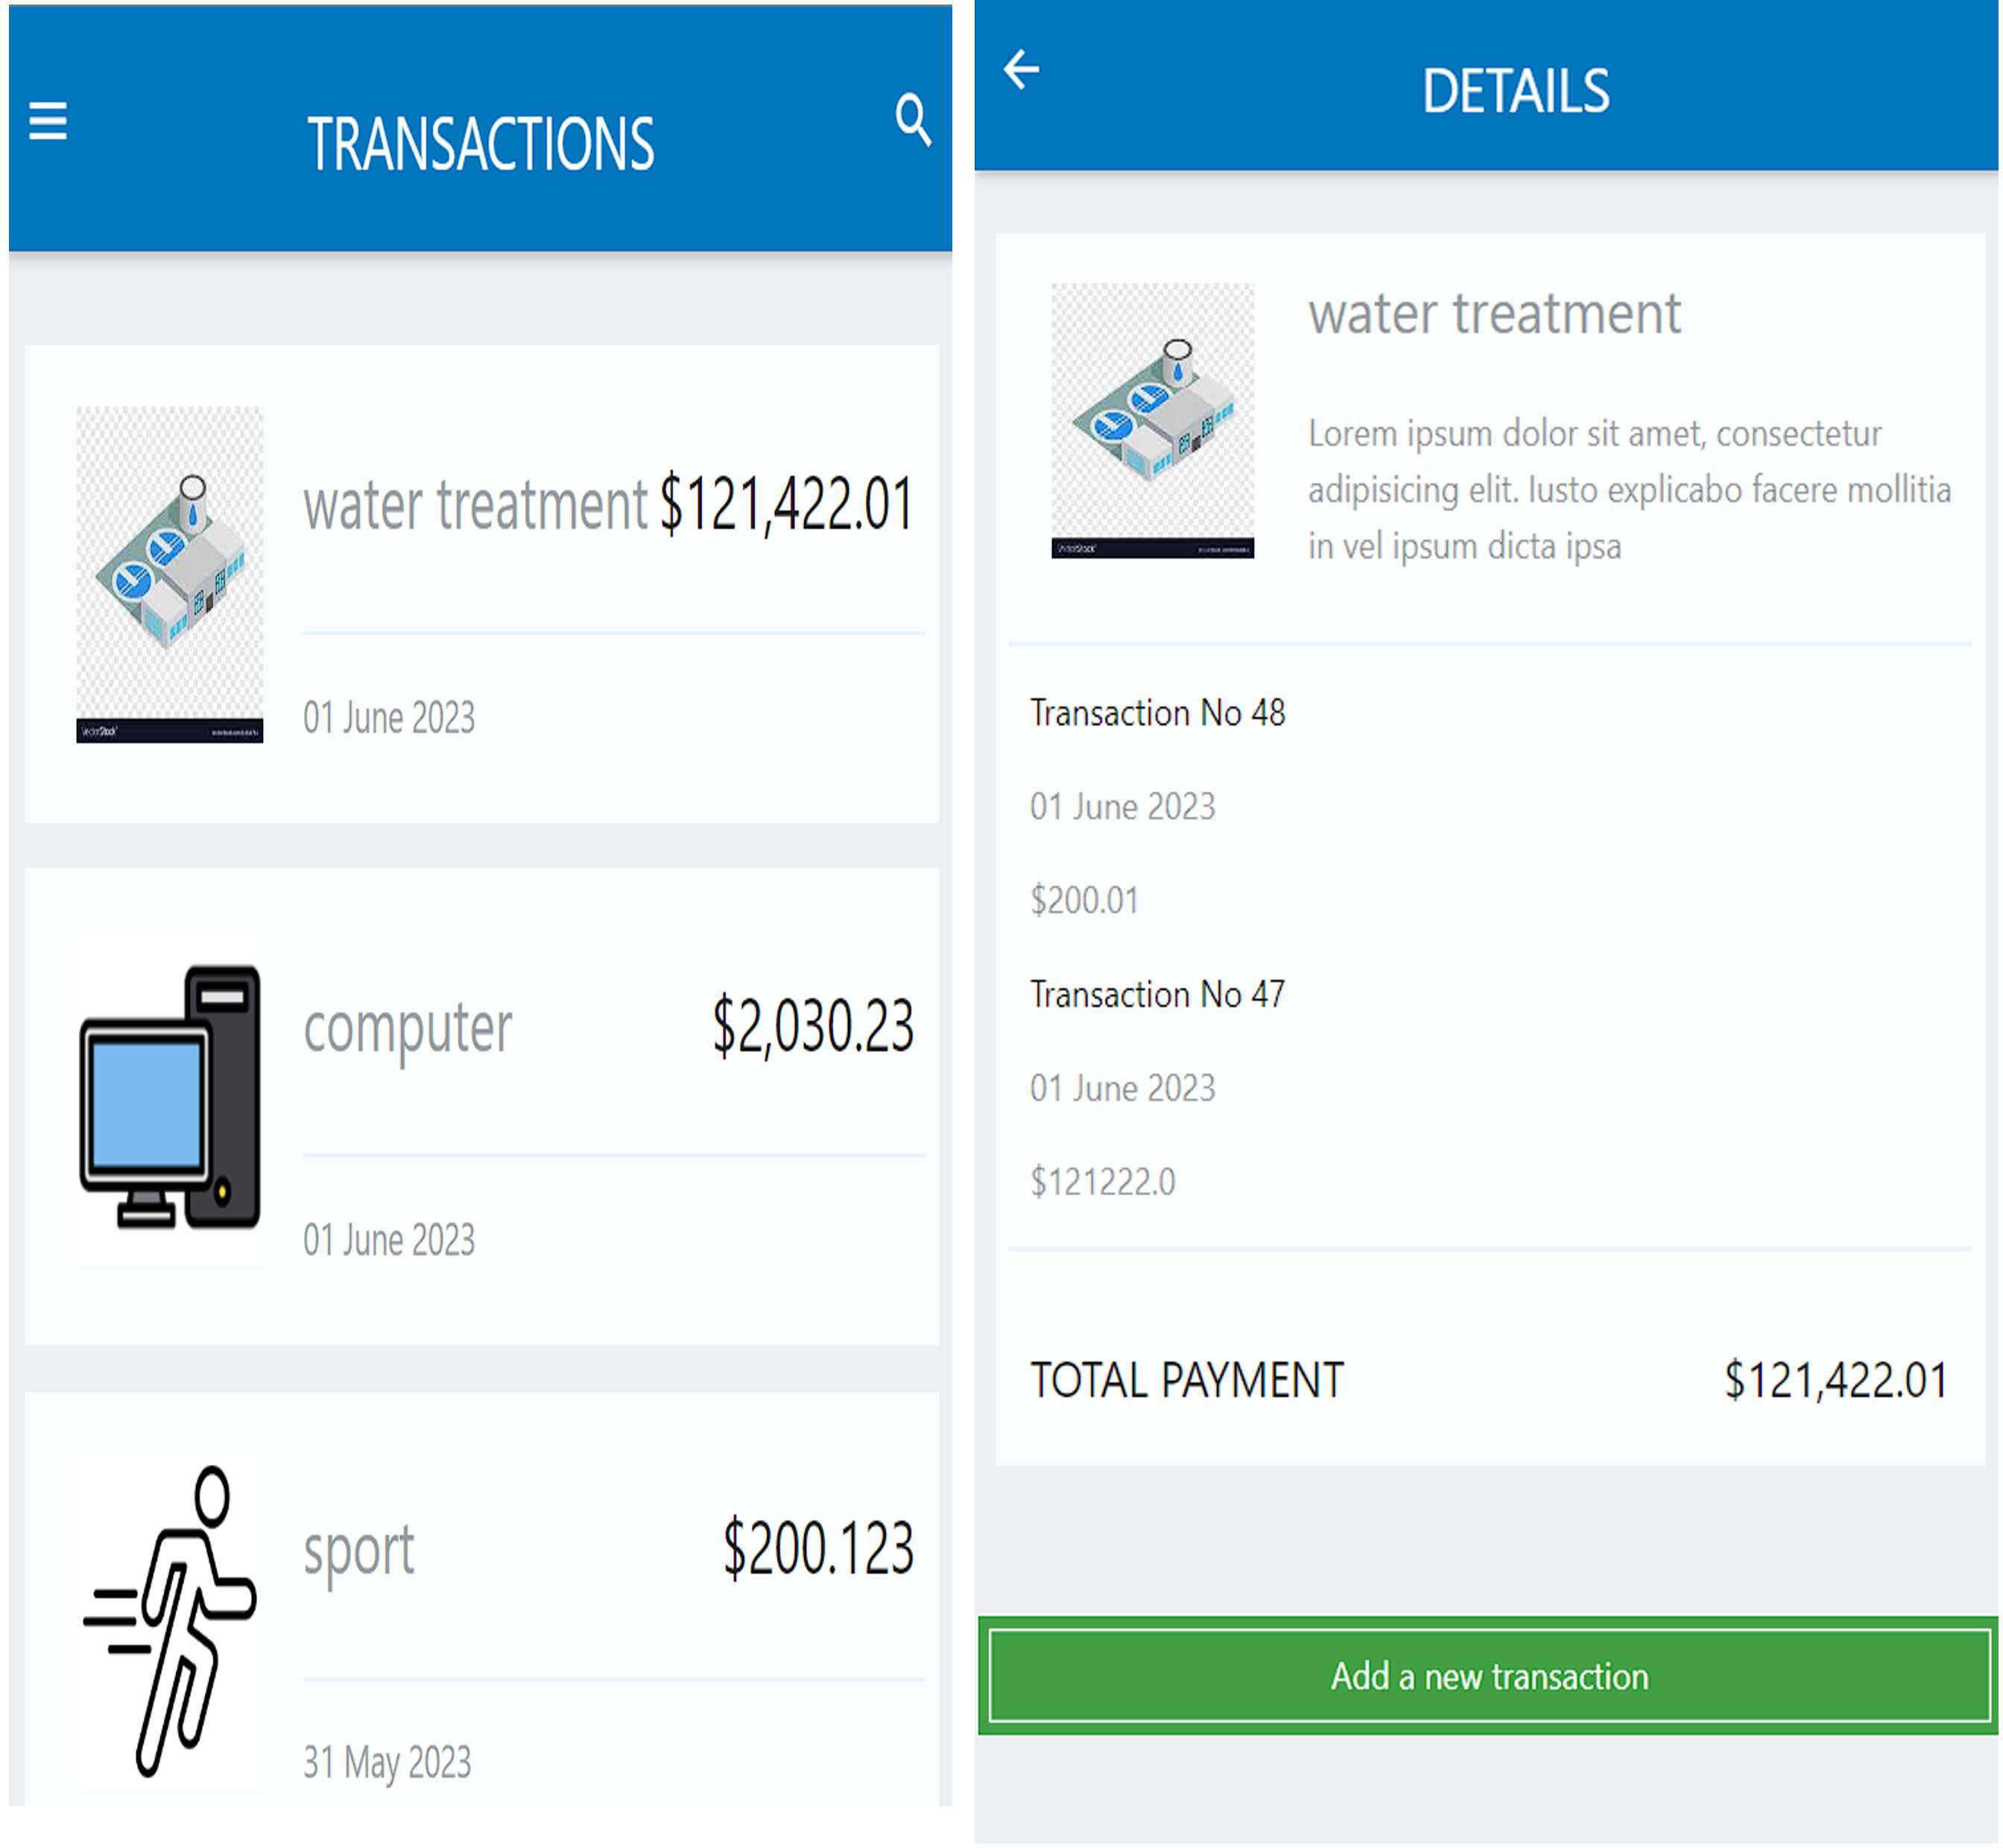 TRANSACTIONS
water treatment $121,422.01
01 June 2023
VectorStock
computer $2,030.23
01 June 2023
sport $200.123
31 May 2023
DETAILS
water treatment
Lorem ipsum dolor sit amet, consectetur
adipisicing elit. Iusto explicabo facere mollitia
in vel ipsum dicta ipsa
VectorStock
Transaction No 48
01 June 2023
$200.01
Transaction No 47
01 June 2023
$121222.0
TOTAL PAYMENT $121,422.01
Add a new transaction